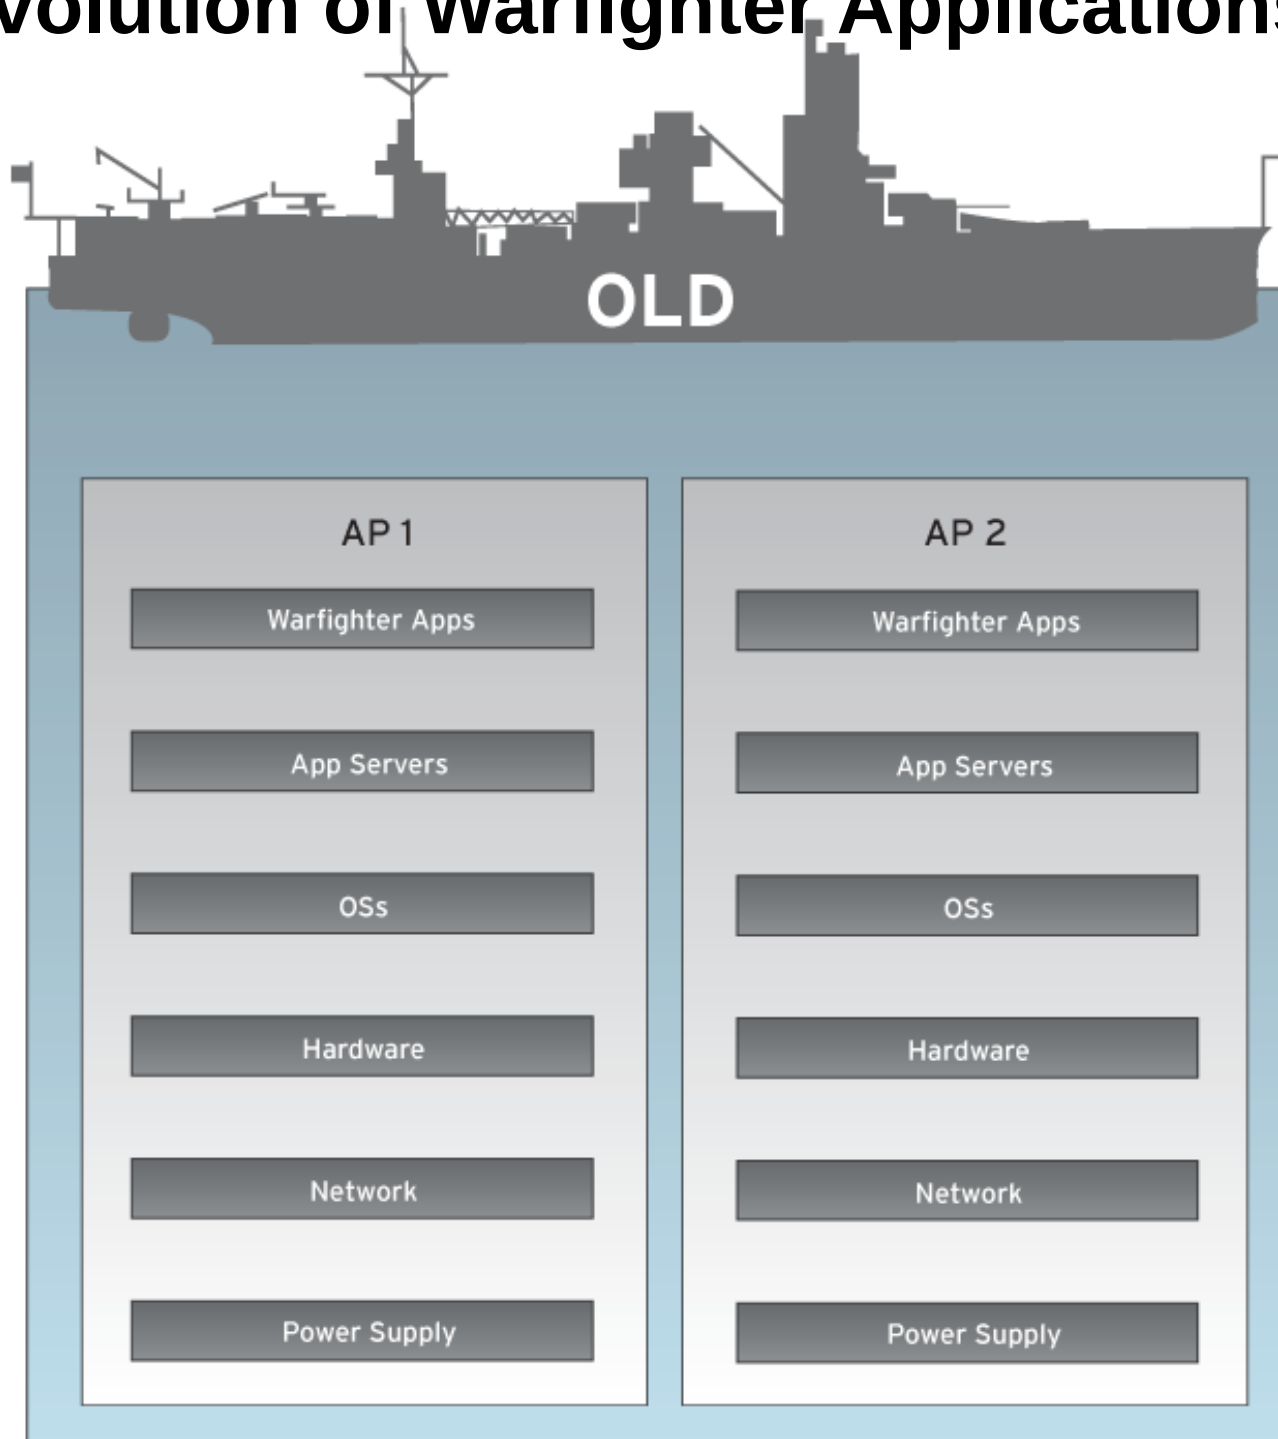 volution of Warfighter Applications
OLD
AP 1
Warfighter Apps
App Servers
OSs
Hardware
Network
Power Supply
AP 2
Warfighter Apps
App Servers
OSs
Hardware
Network
Power Supply